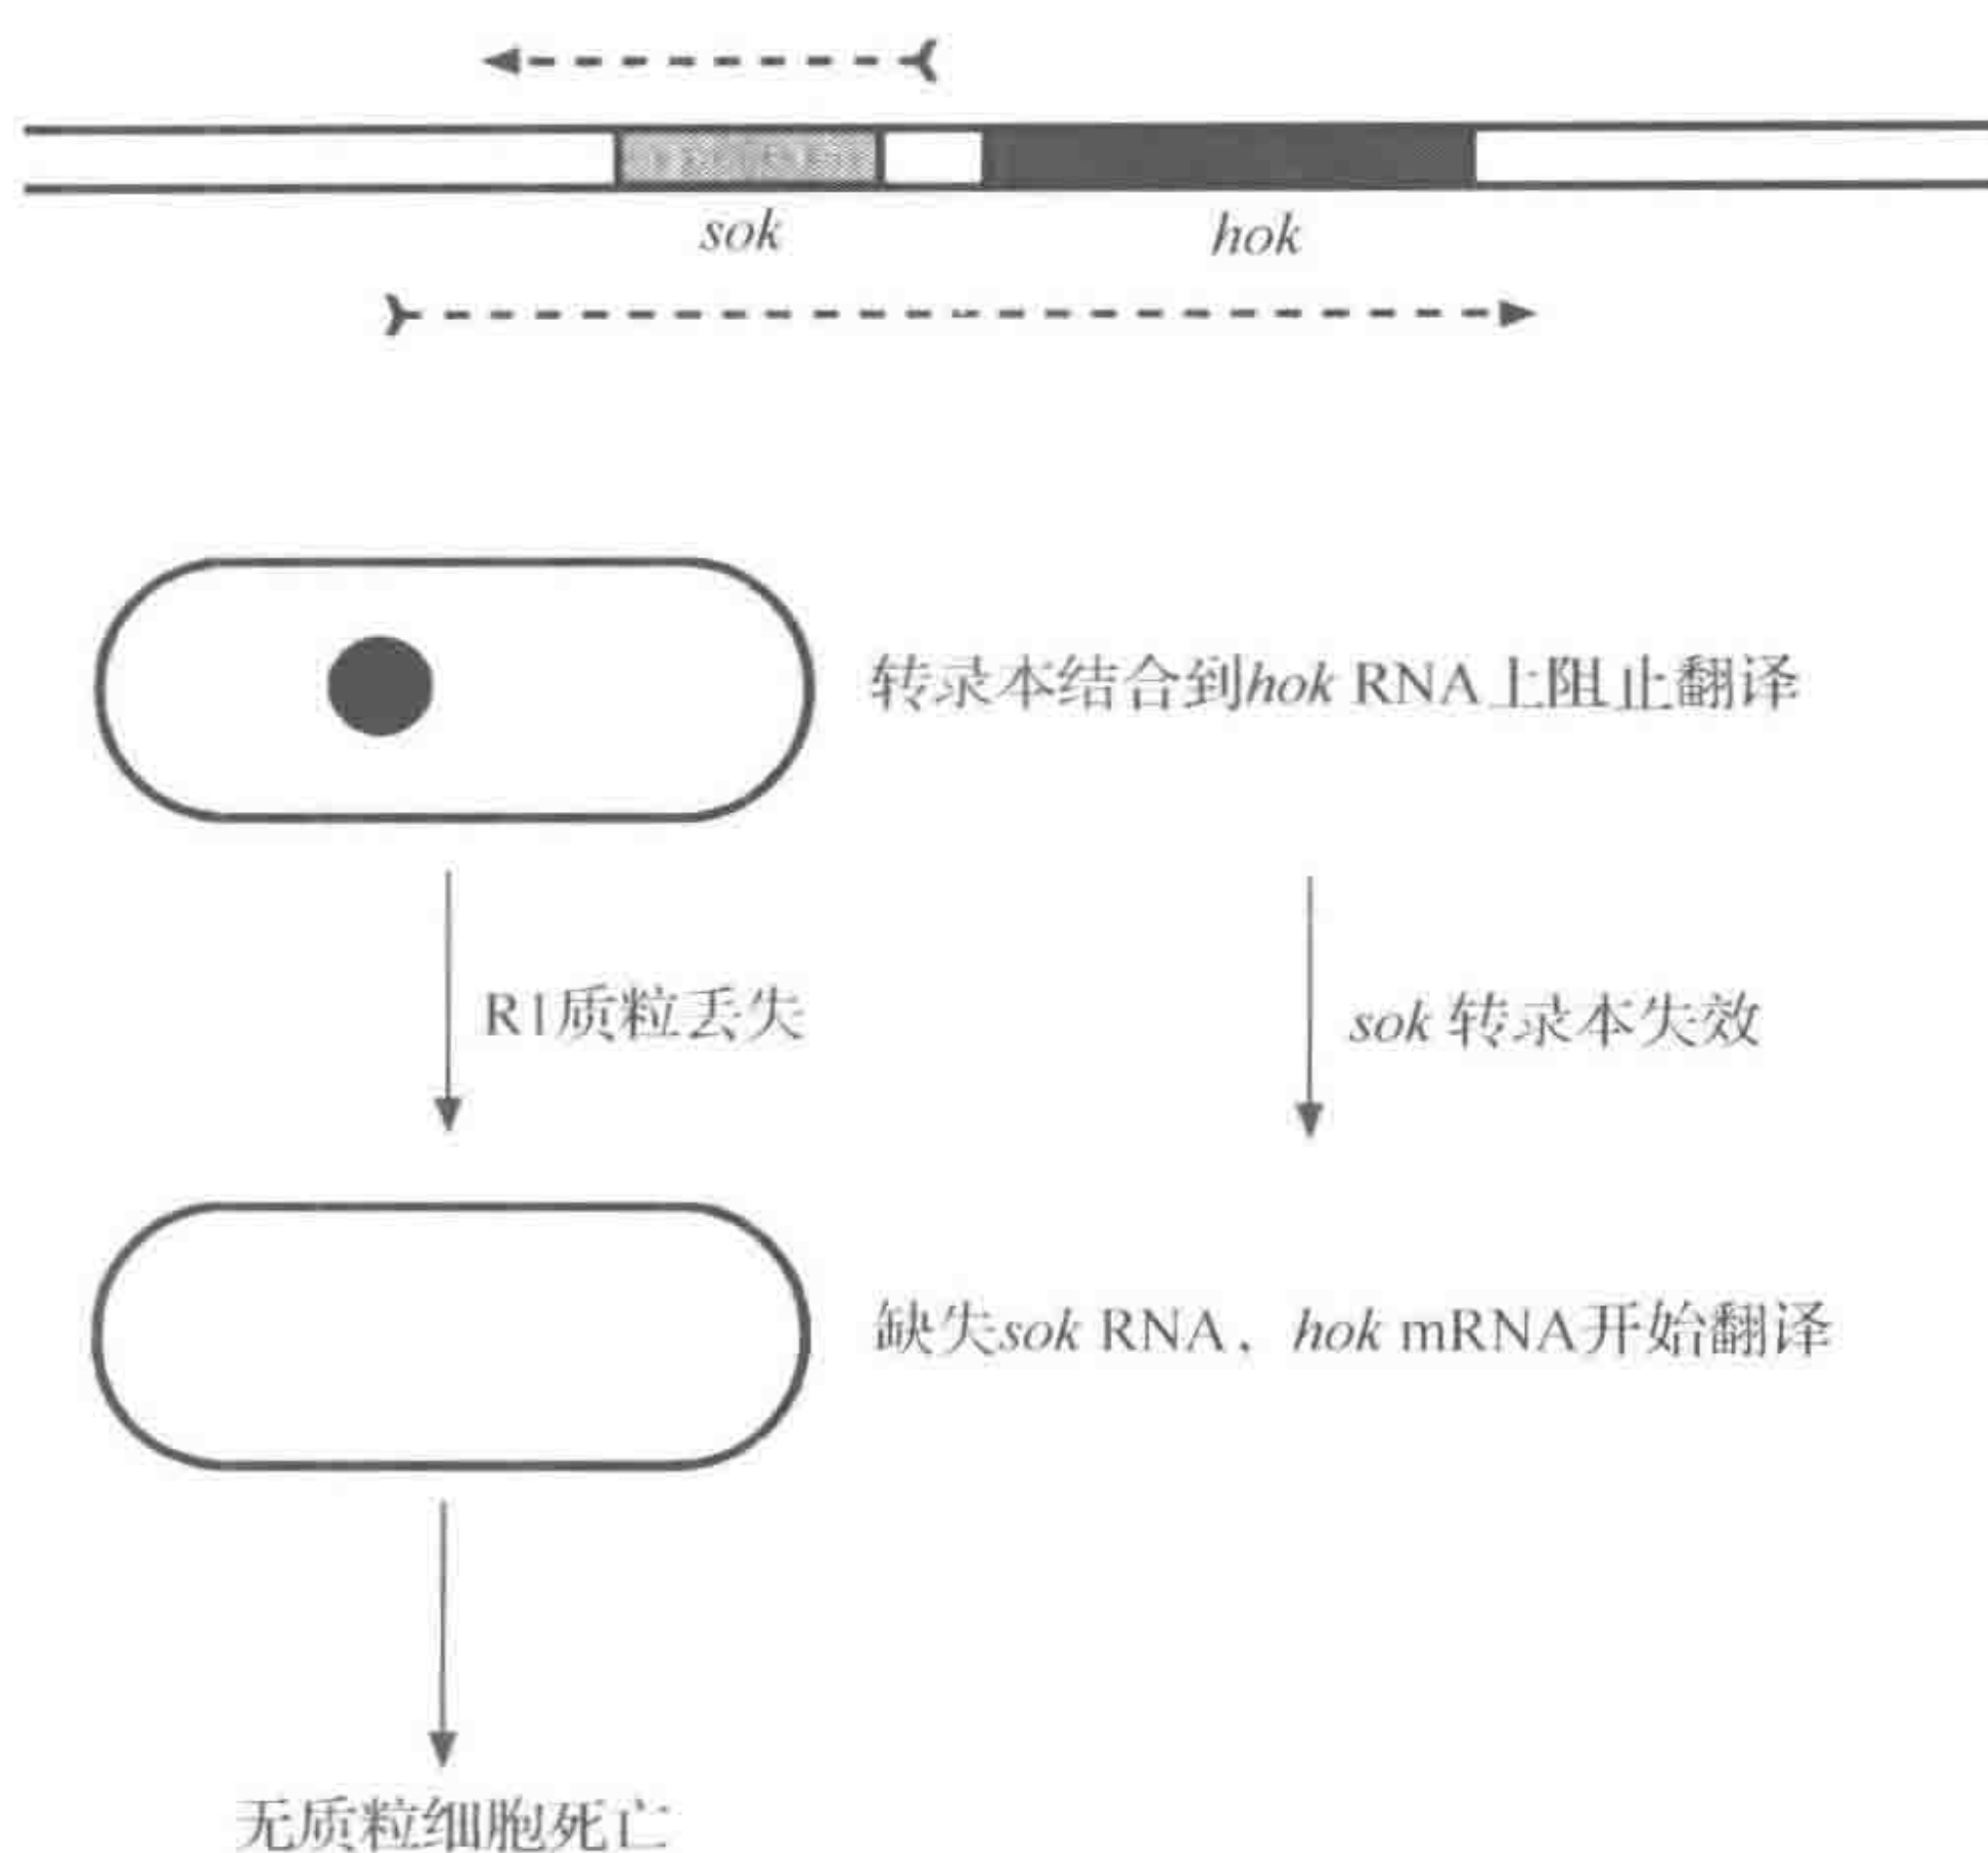 sok
hok
转录本结合到hok RNA上阻止翻译
R1质粒丢失
sok 转录本失效
缺失sok RNA、hok mRNA开始翻译
无质粒细胞死亡